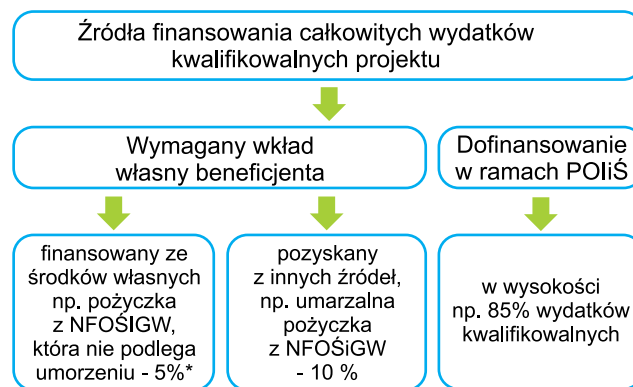 Źródła finansowania całkowitych wydatków
kwalifikowalnych projektu
Wymagany wkład
własny beneficjenta
Dofinansowanie
w ramach POIiŚ
finansowany ze
środków własnych
np. pożyczka
z NFOŚIGW,
która nie podlega
umorzeniu - 5%*
pozyskany
z innych źródeł,
np. umarzalna
pożyczka
z NFOŚiGW
- 10 %
w wysokości
np. 85% wydatków
kwalifikowalnych